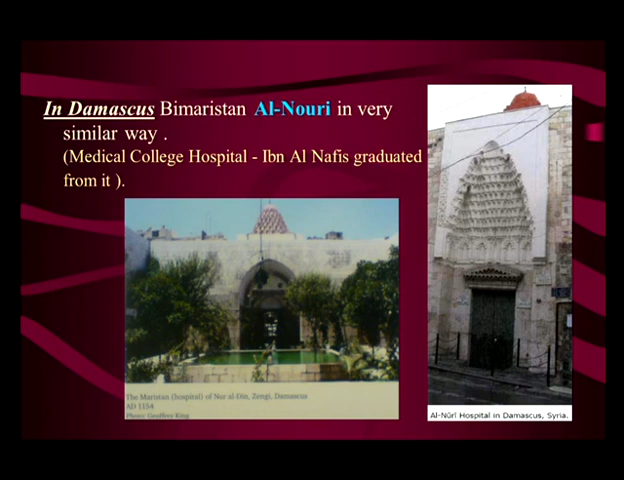 In Damascus Bimaristan Al-Nouri in very
similar way .
(Medical College Hospital - Ibn Al Nafis graduated
from it ).
The Maristan (hospital) of Nur al-Din, Zengi, Damascus
AD 1154
Photo: Geoffrey King
Al-Nūrī Hospital in Damascus, Syria.